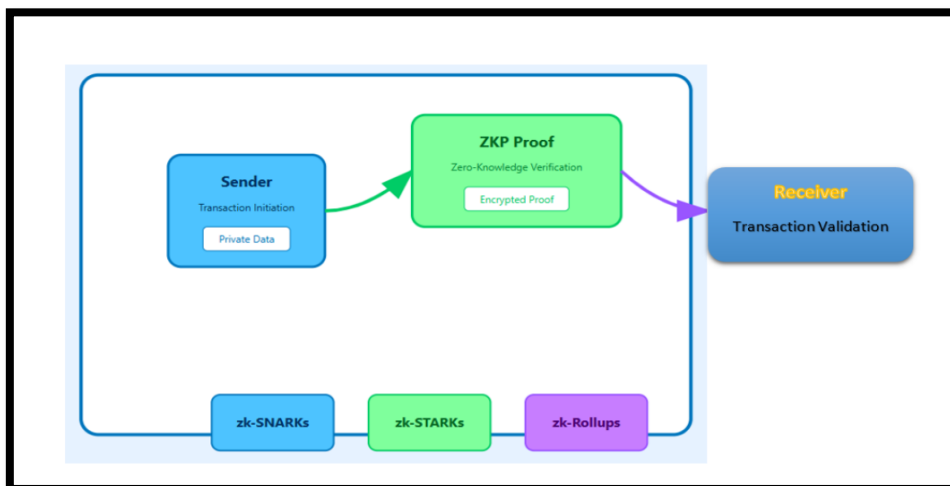 ZKP Proof
Zero-Knowledge Verification
Encrypted Proof
Sender
Transaction Initiation
Private Data
Receiver
Transaction Validation
zk-SNARKs
zk-STARKs
zk-Rollups